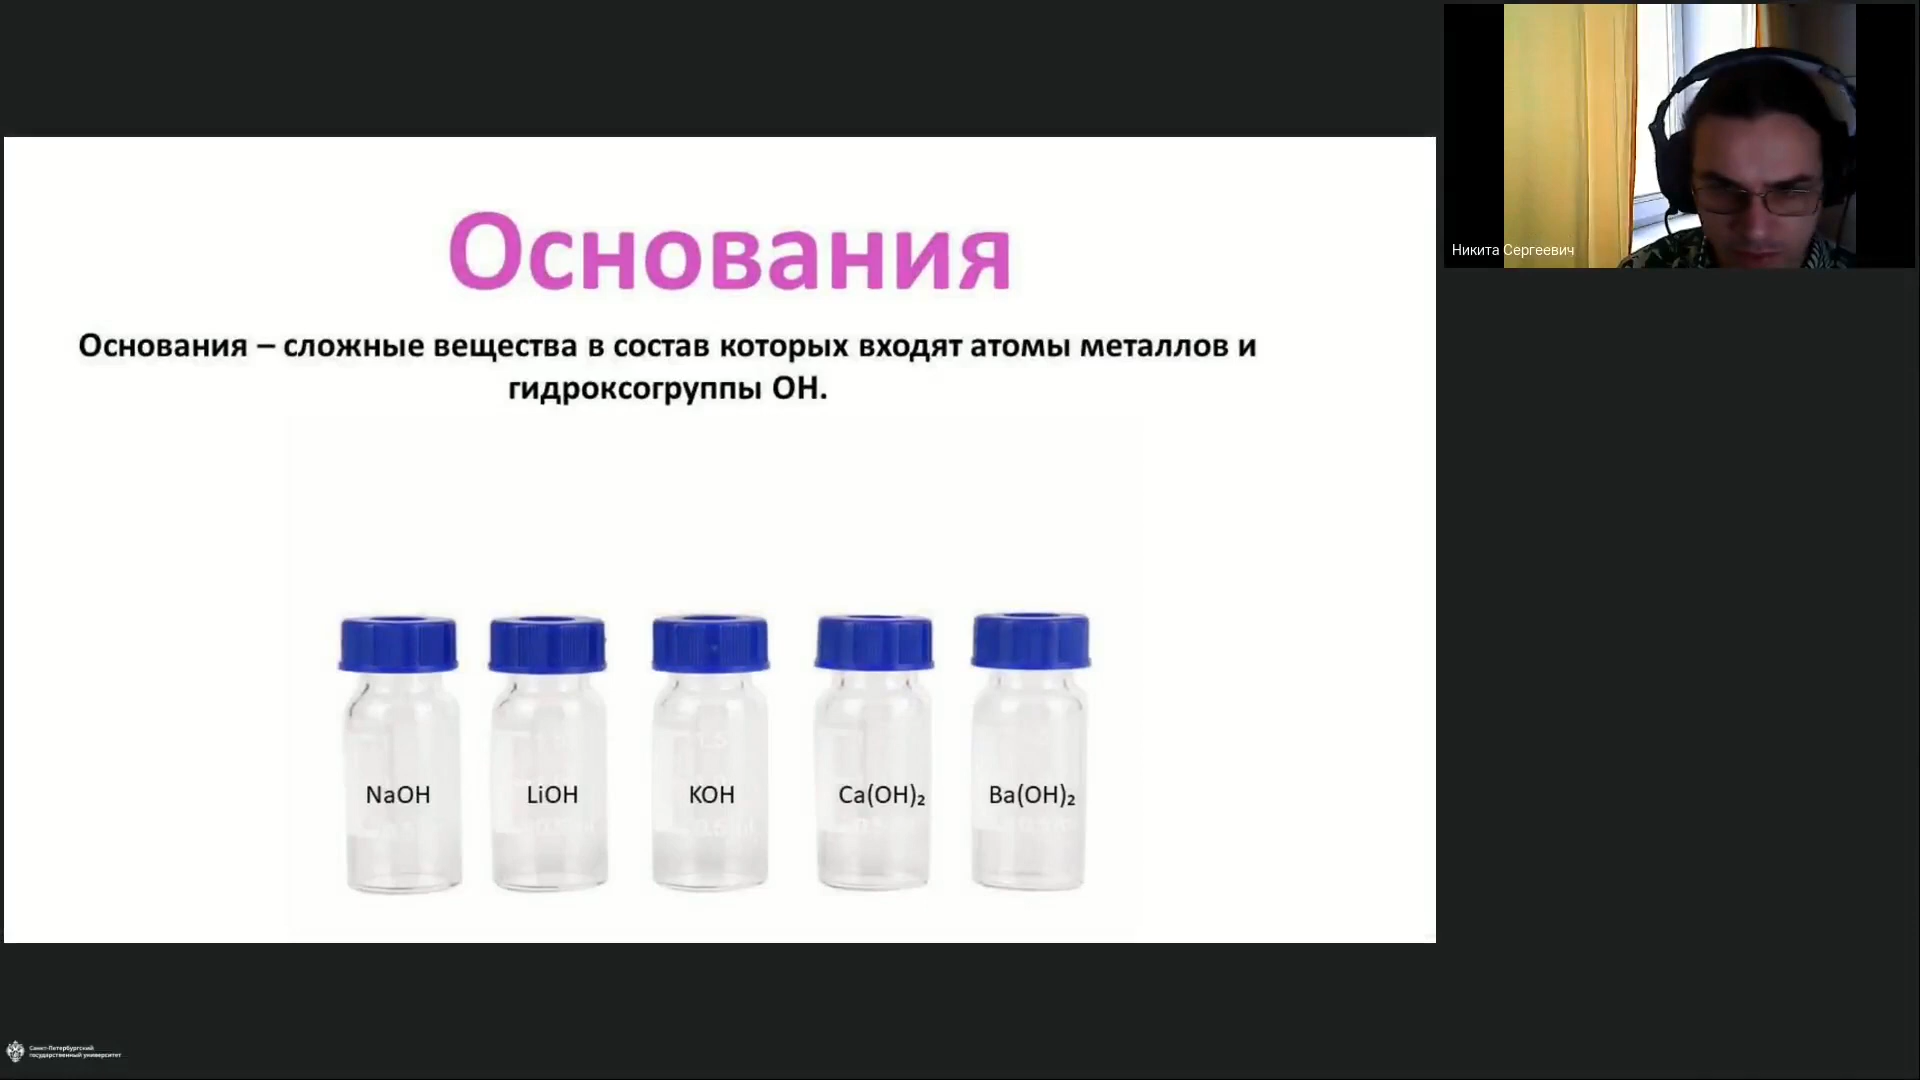 Основания
Основания – сложные вещества в состав которых входят атомы металлов и
гидроксогруппы ОН.
NaOH
LiOH
KOH
Ca(OH)₂
Ba(OH)₂
Никита Сергеевич
Санкт-Петербургский
государственный университет